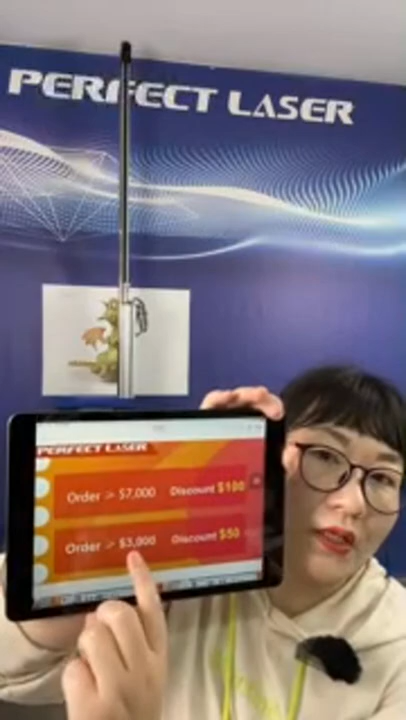 PERFECT LASER
PERFECT LASER
Order ≥ $7,000 Discount $100
Order ≥ $3,000 Discount $50